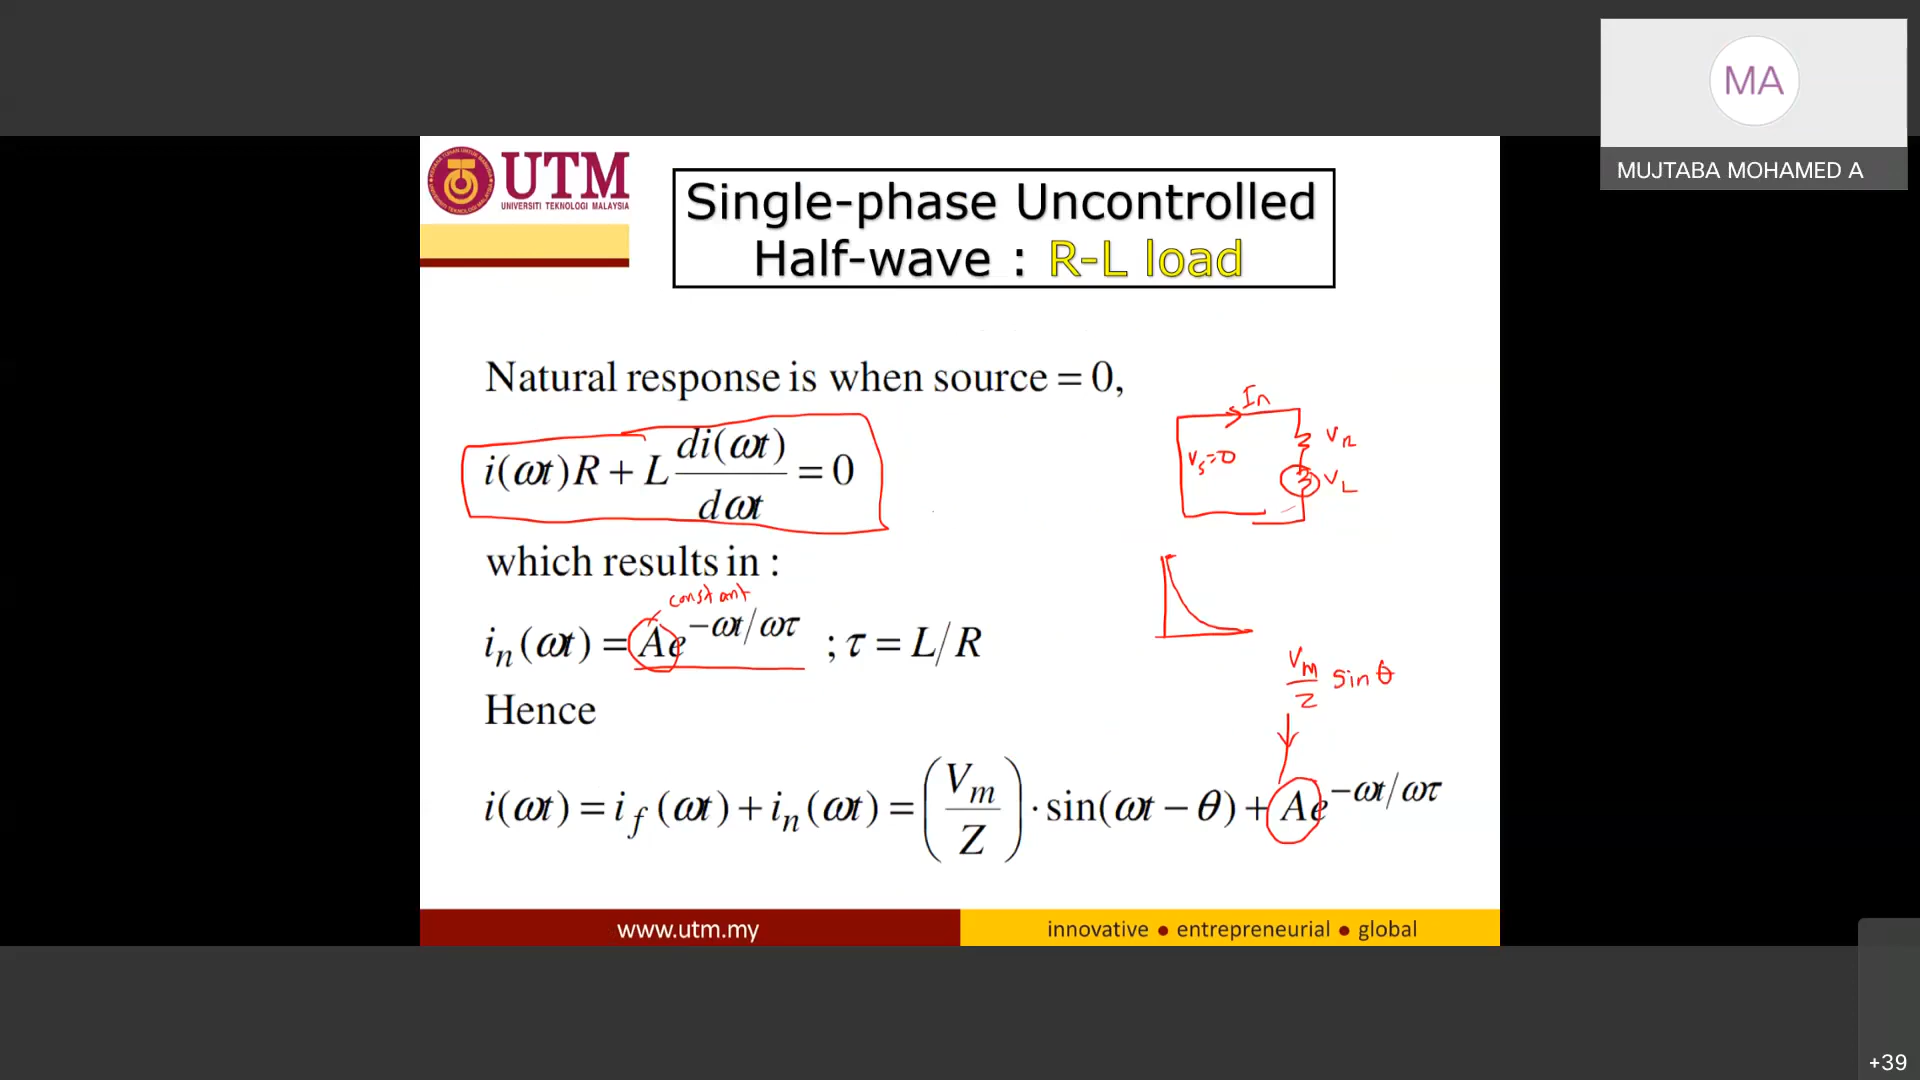 MA
MUJTABA MOHAMED A
UTM
UNIVERSITI TEKNOLOGI MALAYSIA
Single-phase Uncontrolled
Half-wave : R-L load
Natural response is when source = 0,
i(ωt)R + L di(ωt)/dωt = 0
In
VR
Vs=0
VL
which results in :
constant
iₙ(ωt) = Ae^(−ωt/ωτ) ; τ = L/R
Vm/Z sin θ
Hence
i(ωt) = i_f(ωt) + iₙ(ωt) = (Vm/Z) · sin(ωt − θ) + Ae^(−ωt/ωτ)
www.utm.my
innovative ● entrepreneurial ● global
+39